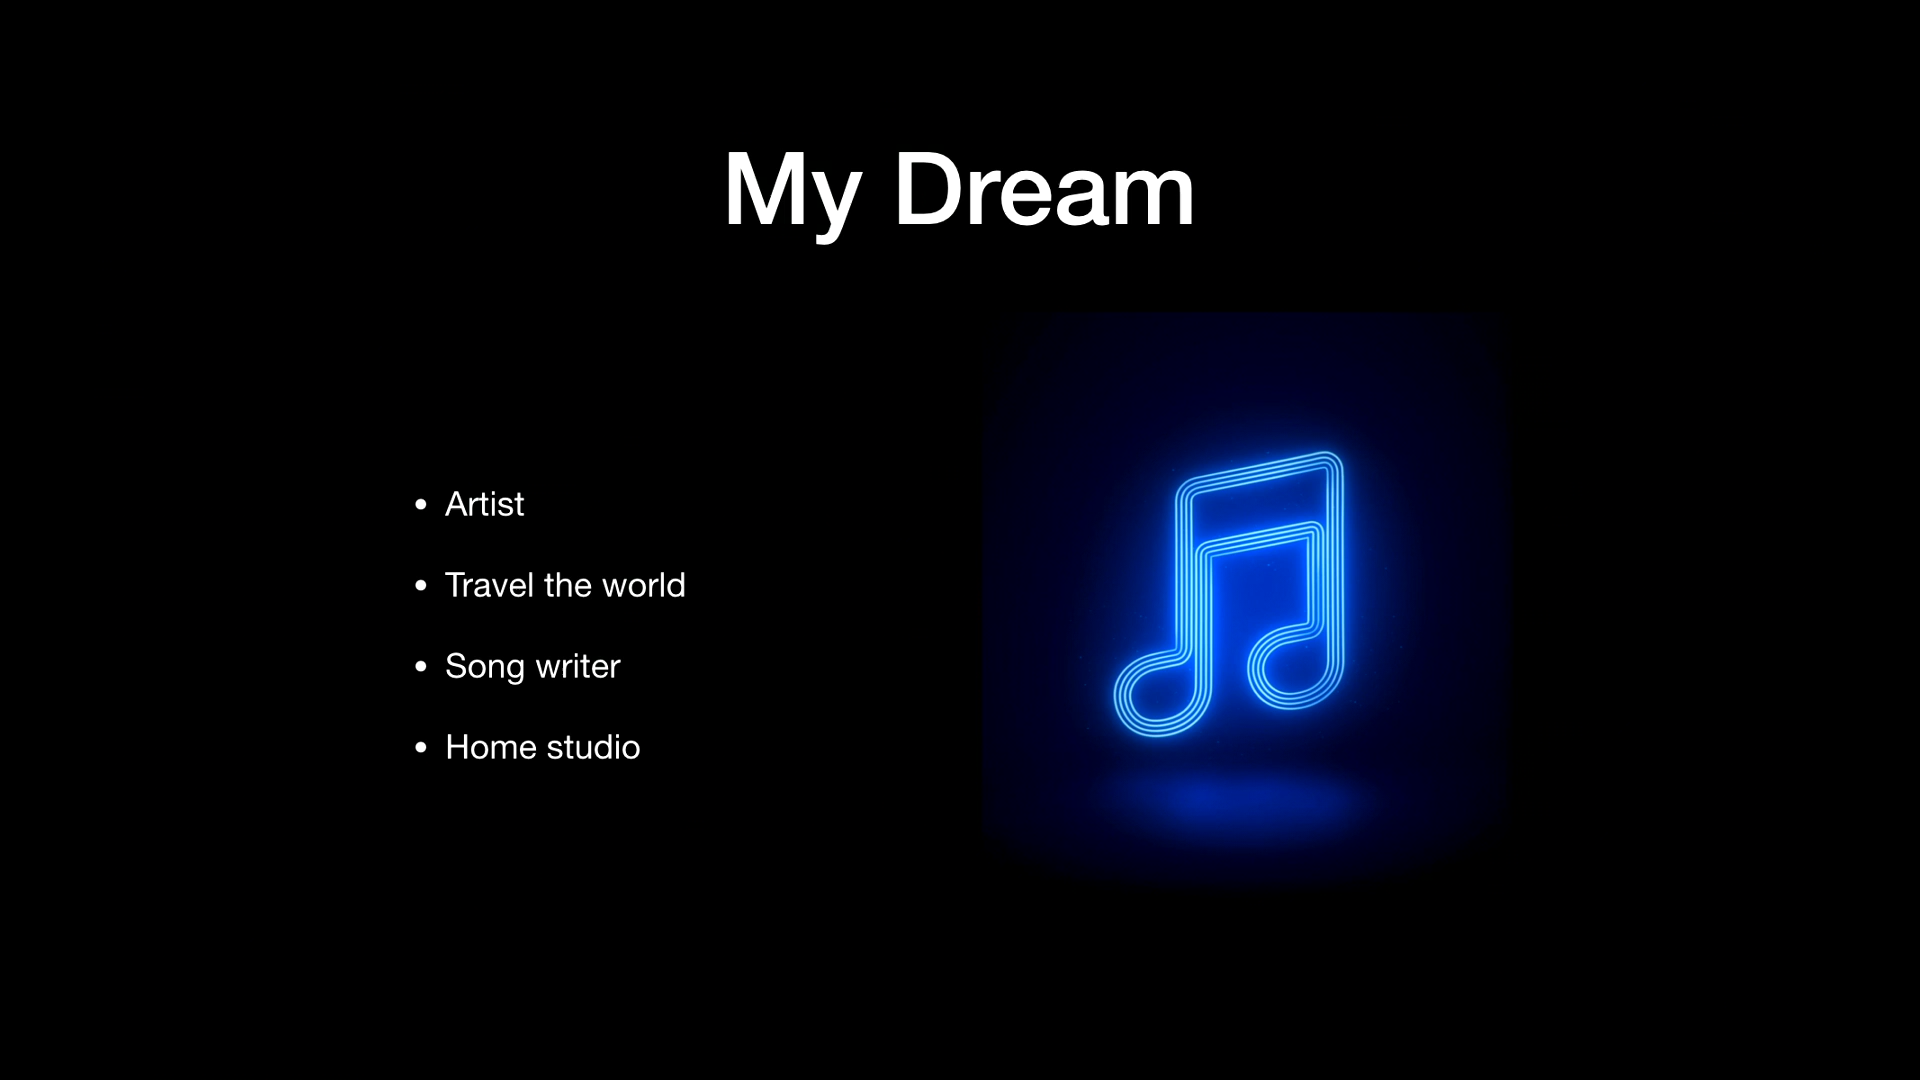 My Dream
• Artist
• Travel the world
• Song writer
• Home studio